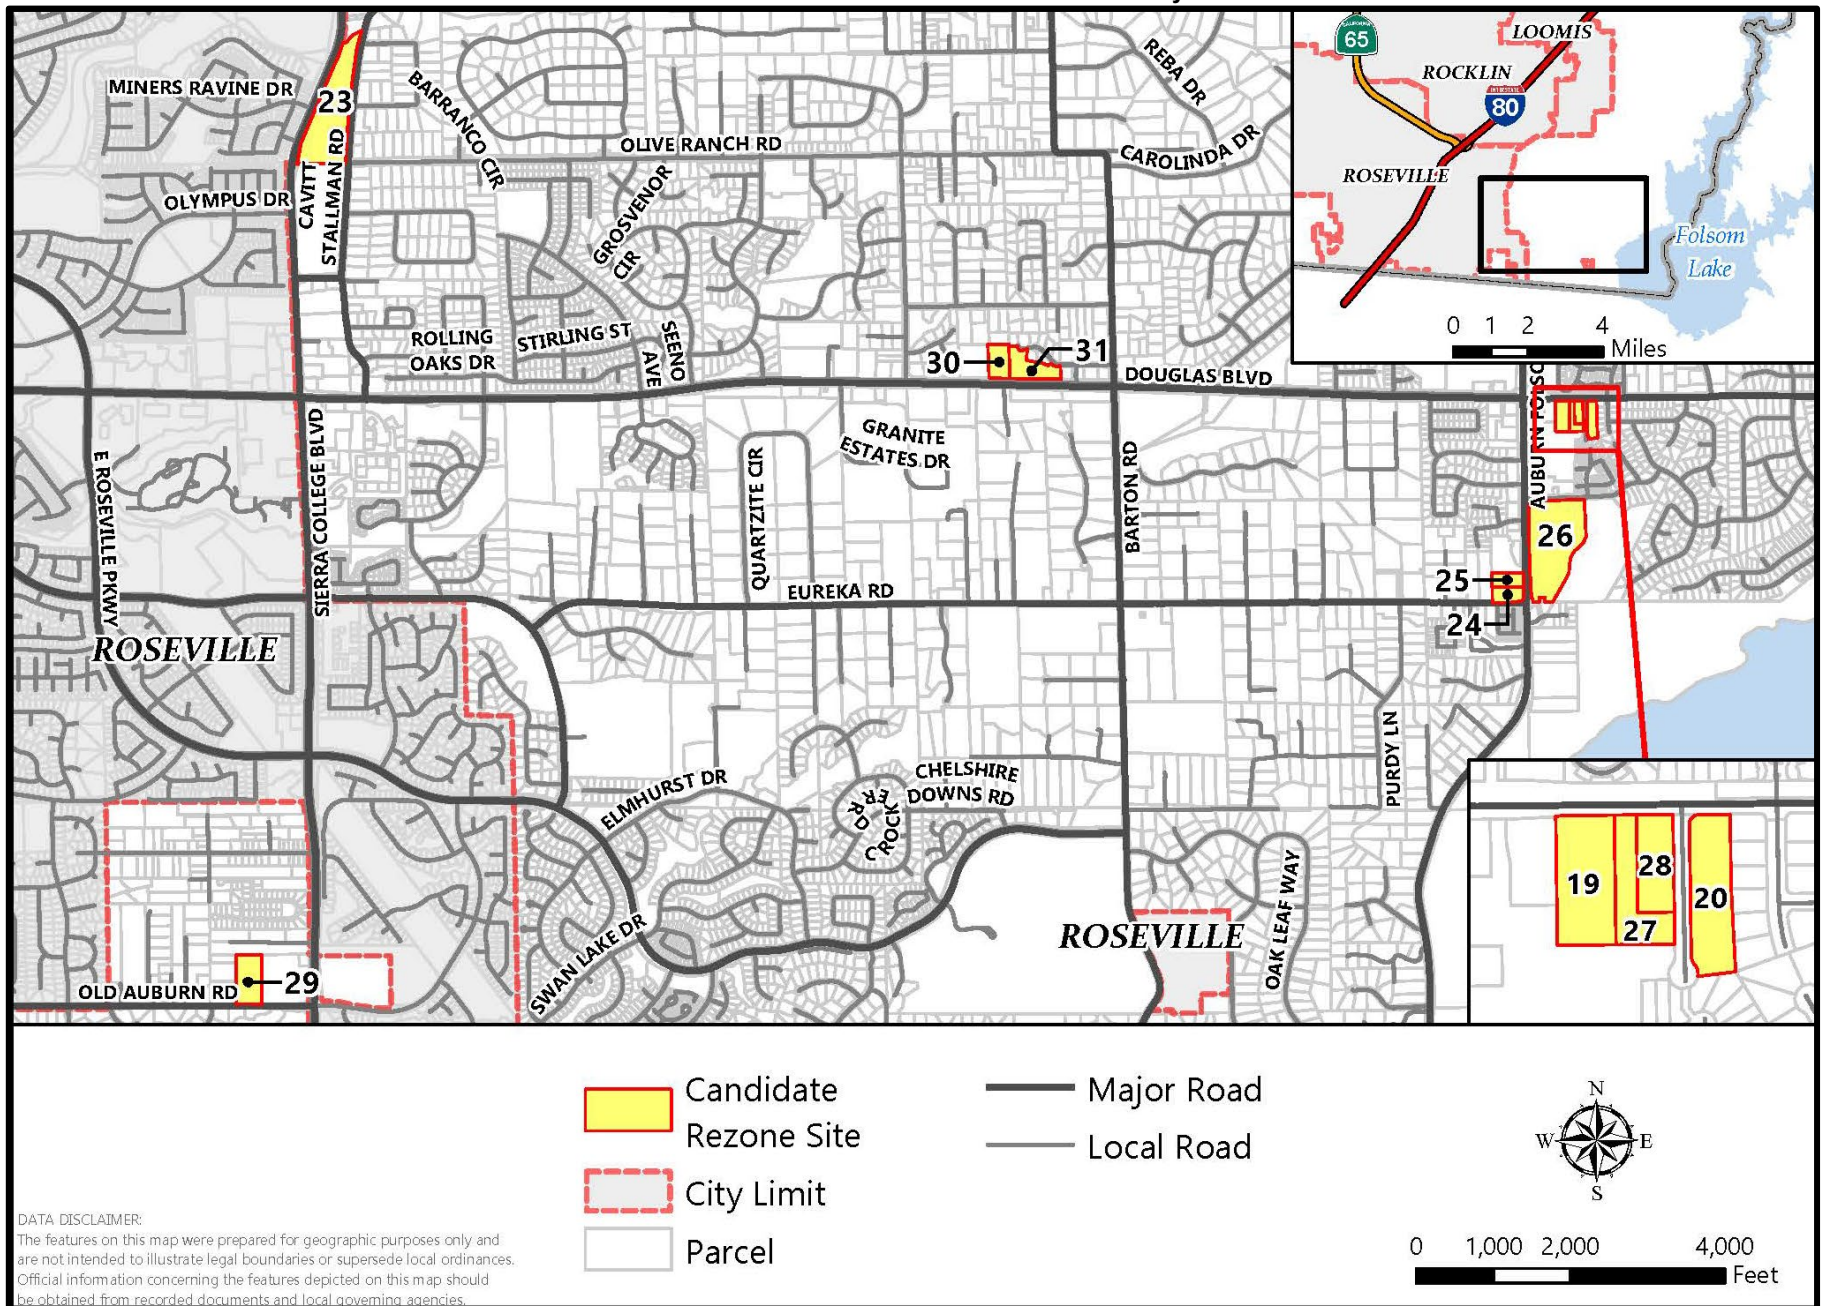 MINERS RAVINE DR
23
BARRANCO CIR
REBA DR
OLIVE RANCH RD
CAROLINDA DR
OLYMPUS DR
CAVITT
STALLMAN RD
GROSVENOR
CIR
CALIFORNIA
65
LOOMIS
ROCKLIN
INTERSTATE
80
ROSEVILLE
Folsom
Lake
0 1 2 4
Miles
ROLLING
OAKS DR
STIRLING ST
SEENO
AVE
30
31
DOUGLAS BLVD
E ROSEVILLE PKWY
SIERRA COLLEGE BLVD
QUARTZITE CIR
GRANITE
ESTATES DR
BARTON RD
AUBURN FOLSO
26
25
24
EUREKA RD
ROSEVILLE
PURDY LN
ELMHURST DR
CROCKER RD
CHELSHIRE
DOWNS RD
SWAN LAKE DR
OAK LEAF WAY
ROSEVILLE
29
OLD AUBURN RD
19
28
27
20
Candidate
Rezone Site
City Limit
Parcel
Major Road
Local Road
N
W E
S
0 1,000 2,000 4,000
Feet
DATA DISCLAIMER:
The features on this map were prepared for geographic purposes only and
are not intended to illustrate legal boundaries or supersede local ordinances.
Official information concerning the features depicted on this map should
be obtained from recorded documents and local governing agencies.